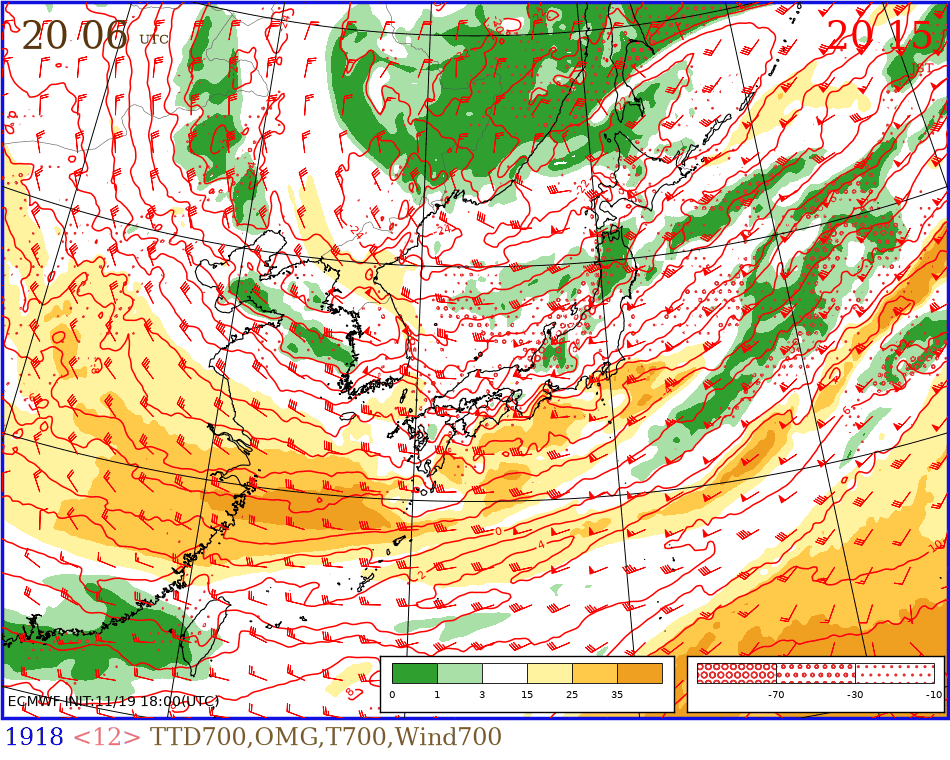 20 06 UTC
20 15
ECMWF INIT:11/19 18:00(UTC)
0 1 3 15 25 35
-70 -30 -10
1918 <12> TTD700,OMG,T700,Wind700